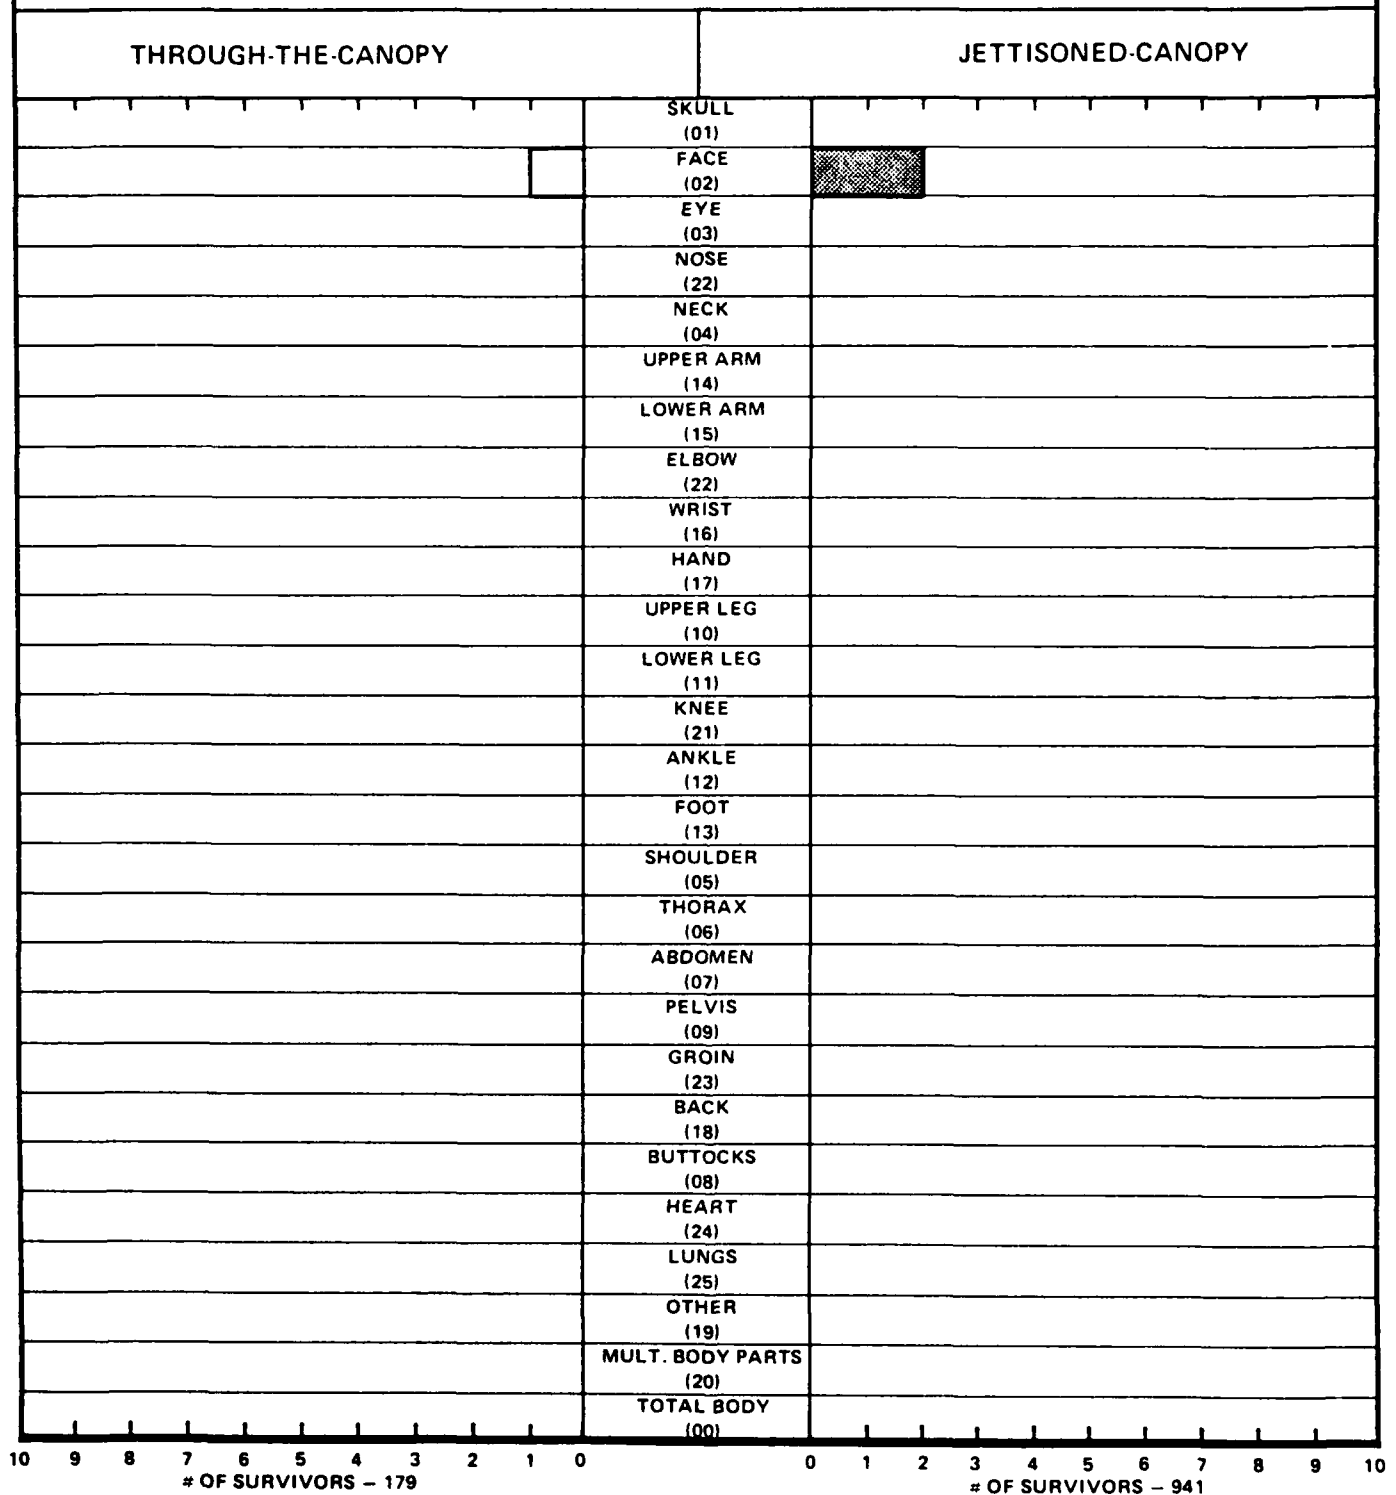 THROUGH-THE-CANOPY
JETTISONED-CANOPY
SKULL
(01)
FACE
(02)
EYE
(03)
NOSE
(22)
NECK
(04)
UPPER ARM
(14)
LOWER ARM
(15)
ELBOW
(22)
WRIST
(16)
HAND
(17)
UPPER LEG
(10)
LOWER LEG
(11)
KNEE
(21)
ANKLE
(12)
FOOT
(13)
SHOULDER
(05)
THORAX
(06)
ABDOMEN
(07)
PELVIS
(09)
GROIN
(23)
BACK
(18)
BUTTOCKS
(08)
HEART
(24)
LUNGS
(25)
OTHER
(19)
MULT. BODY PARTS
(20)
TOTAL BODY
(00)
10 9 8 7 6 5 4 3 2 1 0
# OF SURVIVORS – 179
0 1 2 3 4 5 6 7 8 9 10
# OF SURVIVORS – 941